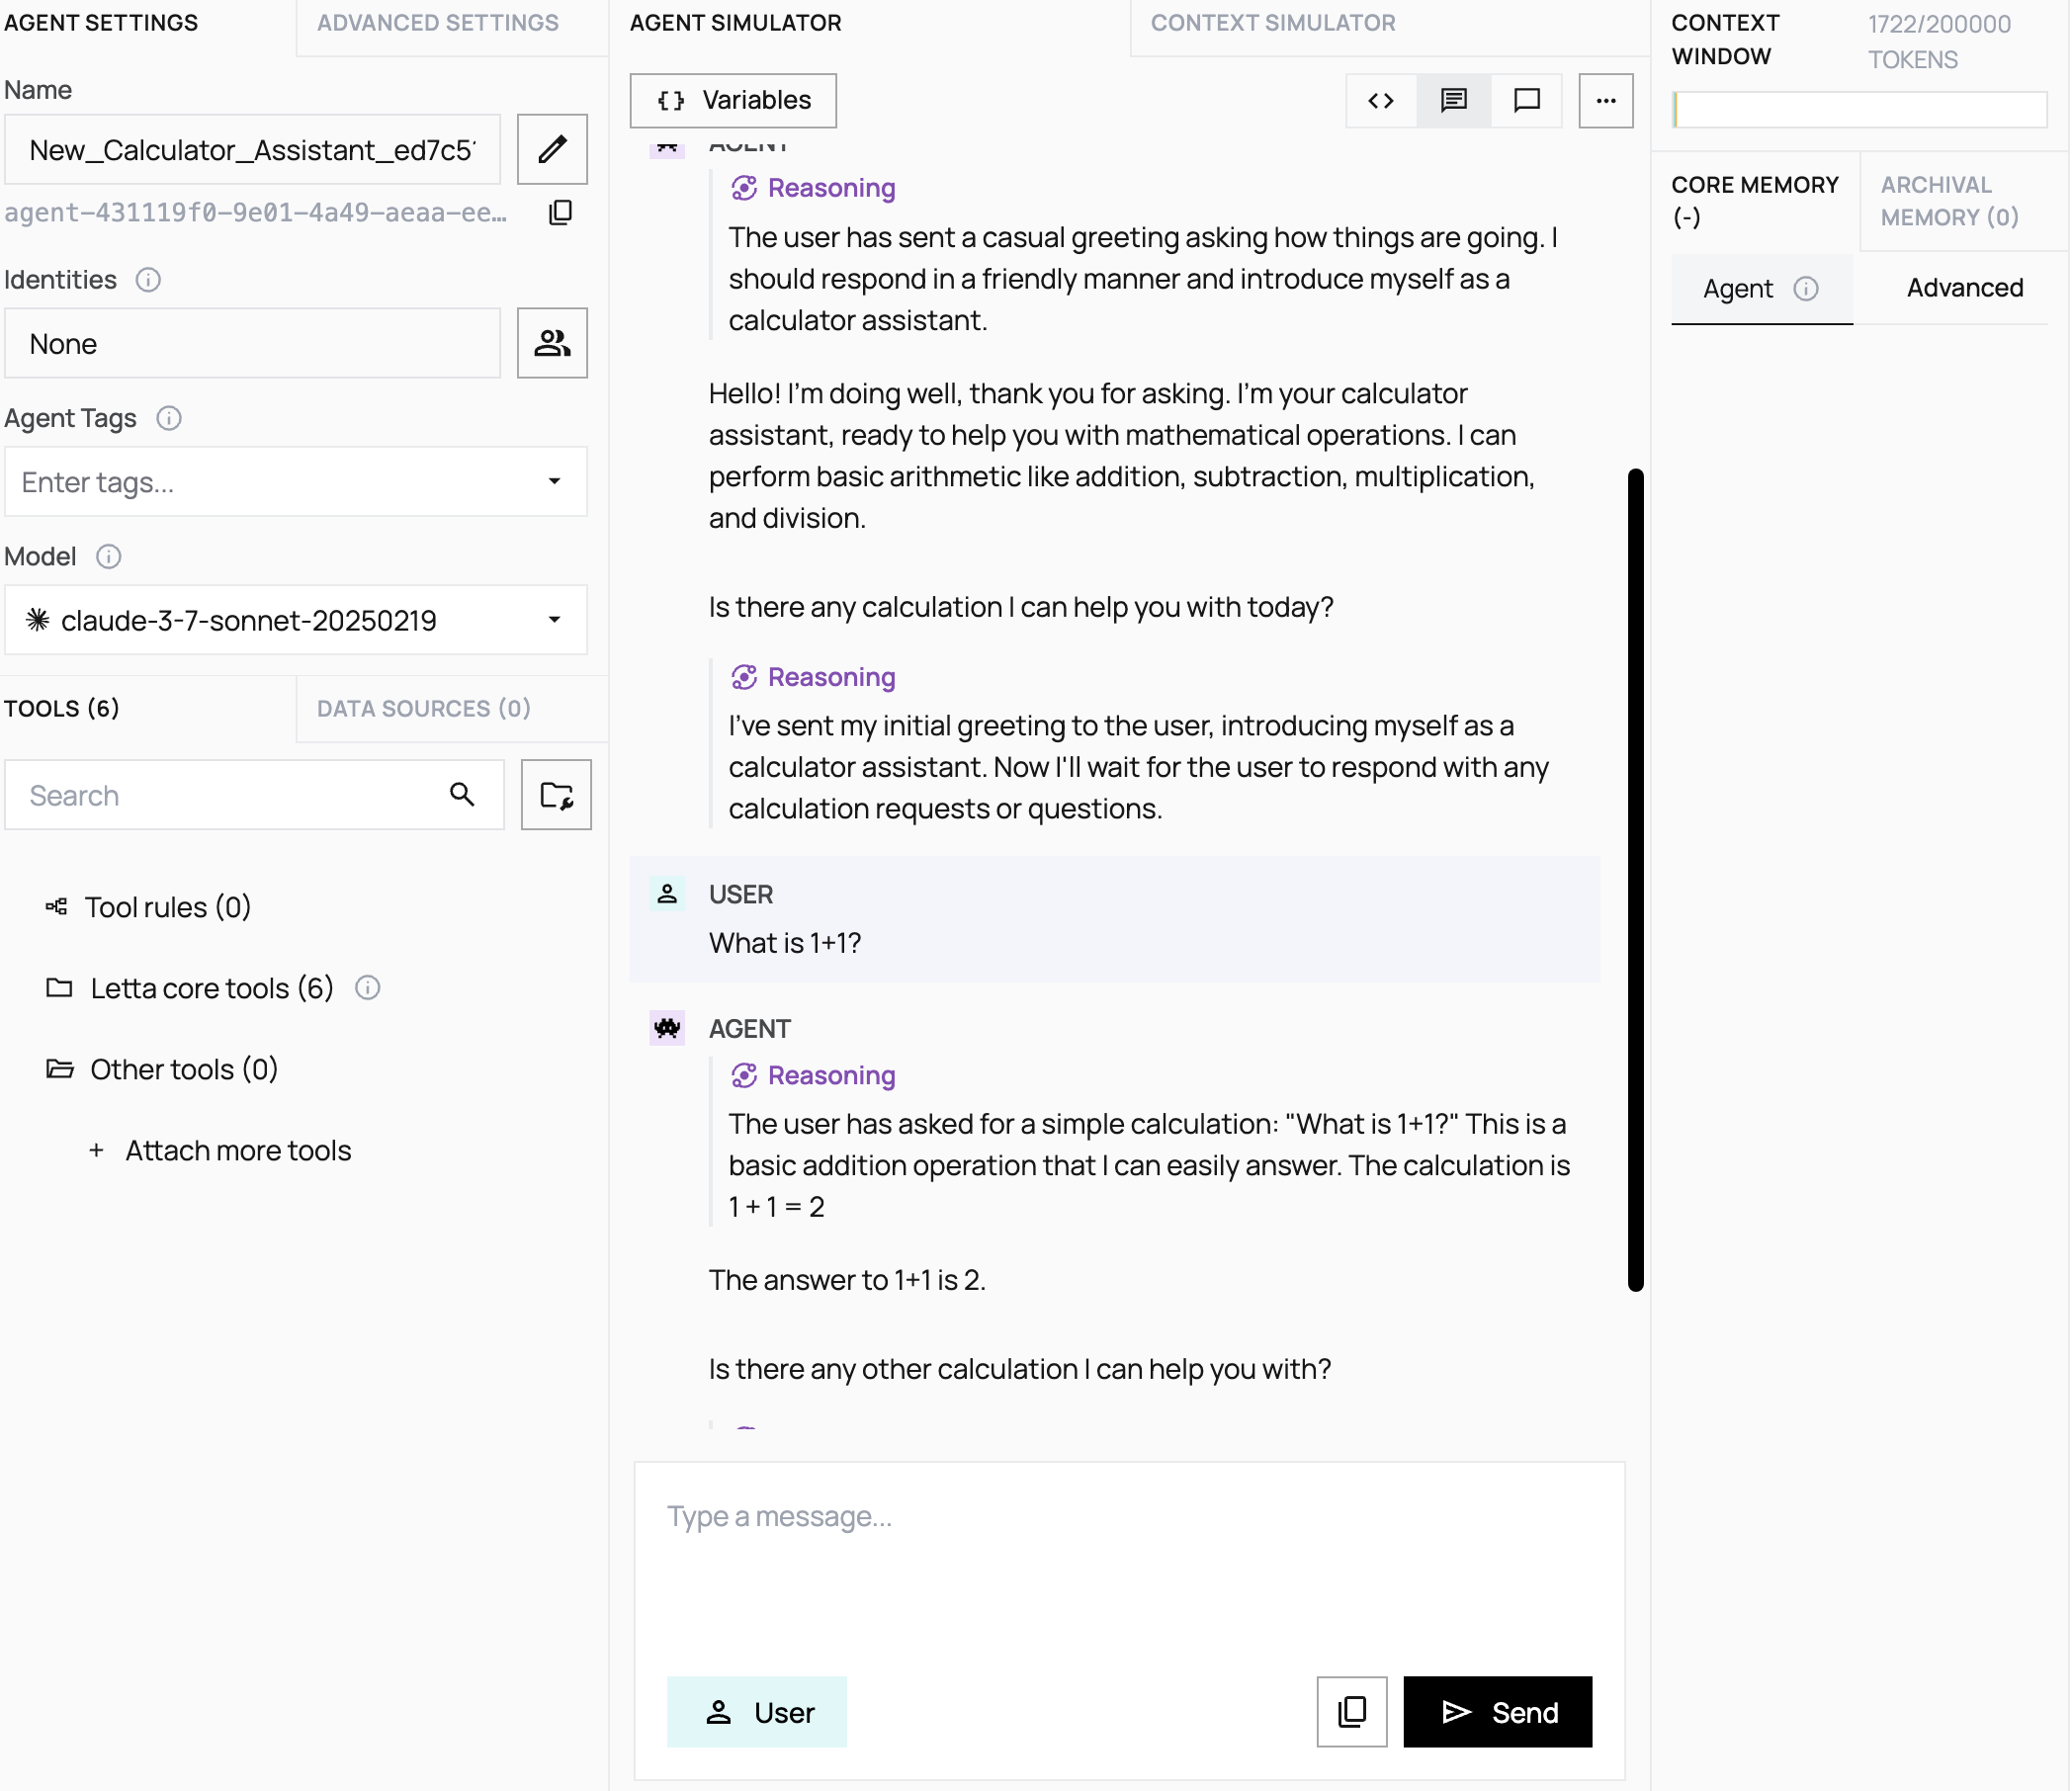 AGENT SETTINGS
ADVANCED SETTINGS
Name
New_Calculator_Assistant_ed7c5
agent-431119f0-9e01-4a49-aeaa-ee…
Identities
None
Agent Tags
Enter tags...
Model
claude-3-7-sonnet-20250219
TOOLS (6)
DATA SOURCES (0)
Search
Tool rules (0)
Letta core tools (6)
Other tools (0)
+ Attach more tools
AGENT SIMULATOR
CONTEXT SIMULATOR
{ } Variables
AGENT
Reasoning
The user has sent a casual greeting asking how things are going. I
should respond in a friendly manner and introduce myself as a
calculator assistant.
Hello! I'm doing well, thank you for asking. I'm your calculator
assistant, ready to help you with mathematical operations. I can
perform basic arithmetic like addition, subtraction, multiplication,
and division.
Is there any calculation I can help you with today?
Reasoning
I've sent my initial greeting to the user, introducing myself as a
calculator assistant. Now I'll wait for the user to respond with any
calculation requests or questions.
USER
What is 1+1?
AGENT
Reasoning
The user has asked for a simple calculation: "What is 1+1?" This is a
basic addition operation that I can easily answer. The calculation is
1 + 1 = 2
The answer to 1+1 is 2.
Is there any other calculation I can help you with?
Type a message...
User
Send
CONTEXT
WINDOW
1722/200000
TOKENS
CORE MEMORY
(-)
ARCHIVAL
MEMORY (0)
Agent
Advanced